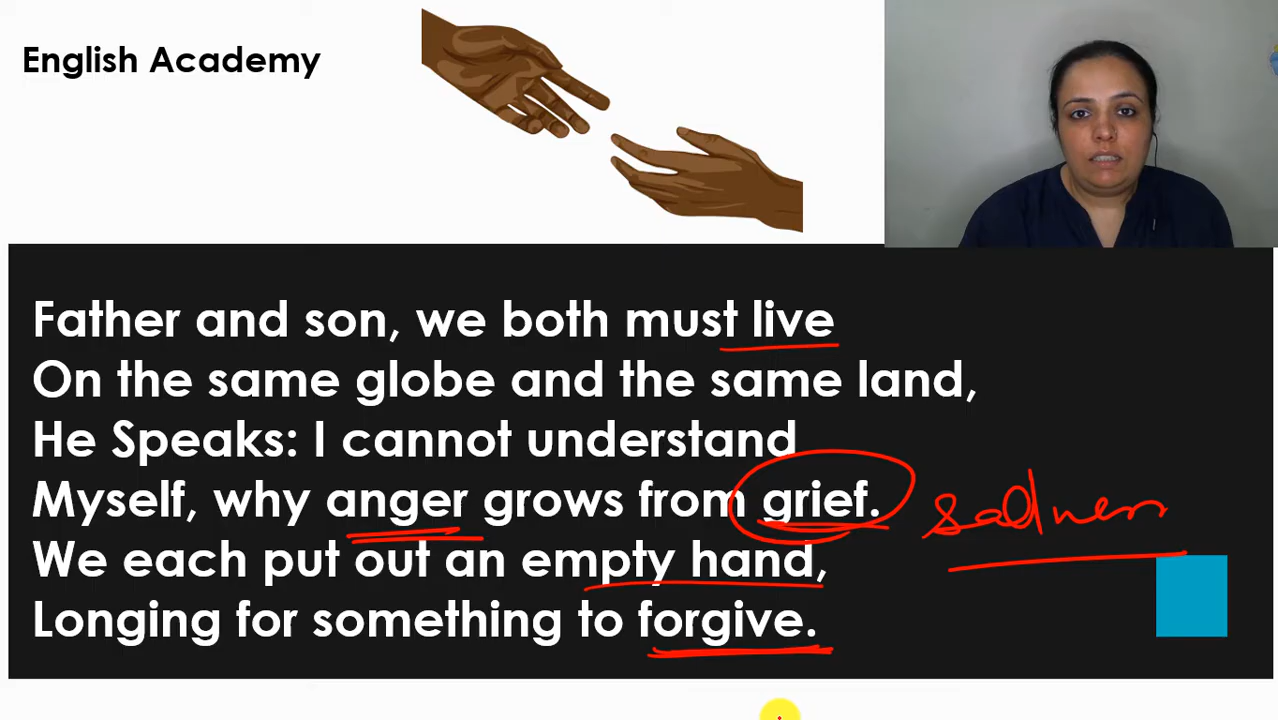 English Academy
Father and son, we both must live
On the same globe and the same land,
He Speaks: I cannot understand
Myself, why anger grows from grief.
sadness
We each put out an empty hand,
Longing for something to forgive.